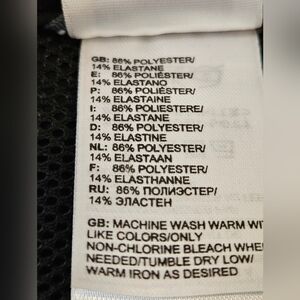 GB: 86% POLYESTER/
14% ELASTANE
E: 86% POLIÉSTER/
14% ELASTANO
P: 86% POLIÉSTER/
14% ELASTAINE
I: 86% POLIESTERE/
14% ELASTANE
D: 86% POLYESTER/
14% ELASTINE
NL: 86% POLYESTER/
14% ELASTAAN
F: 86% POLYESTER/
14% ELASTHANNE
RU: 86% ПОЛИЭСТЕР/
14% ЭЛАСТЕН
GB: MACHINE WASH WARM WI
LIKE COLORS/ONLY
NON-CHLORINE BLEACH WHE
NEEDED/TUMBLE DRY LOW/
WARM IRON AS DESIRED